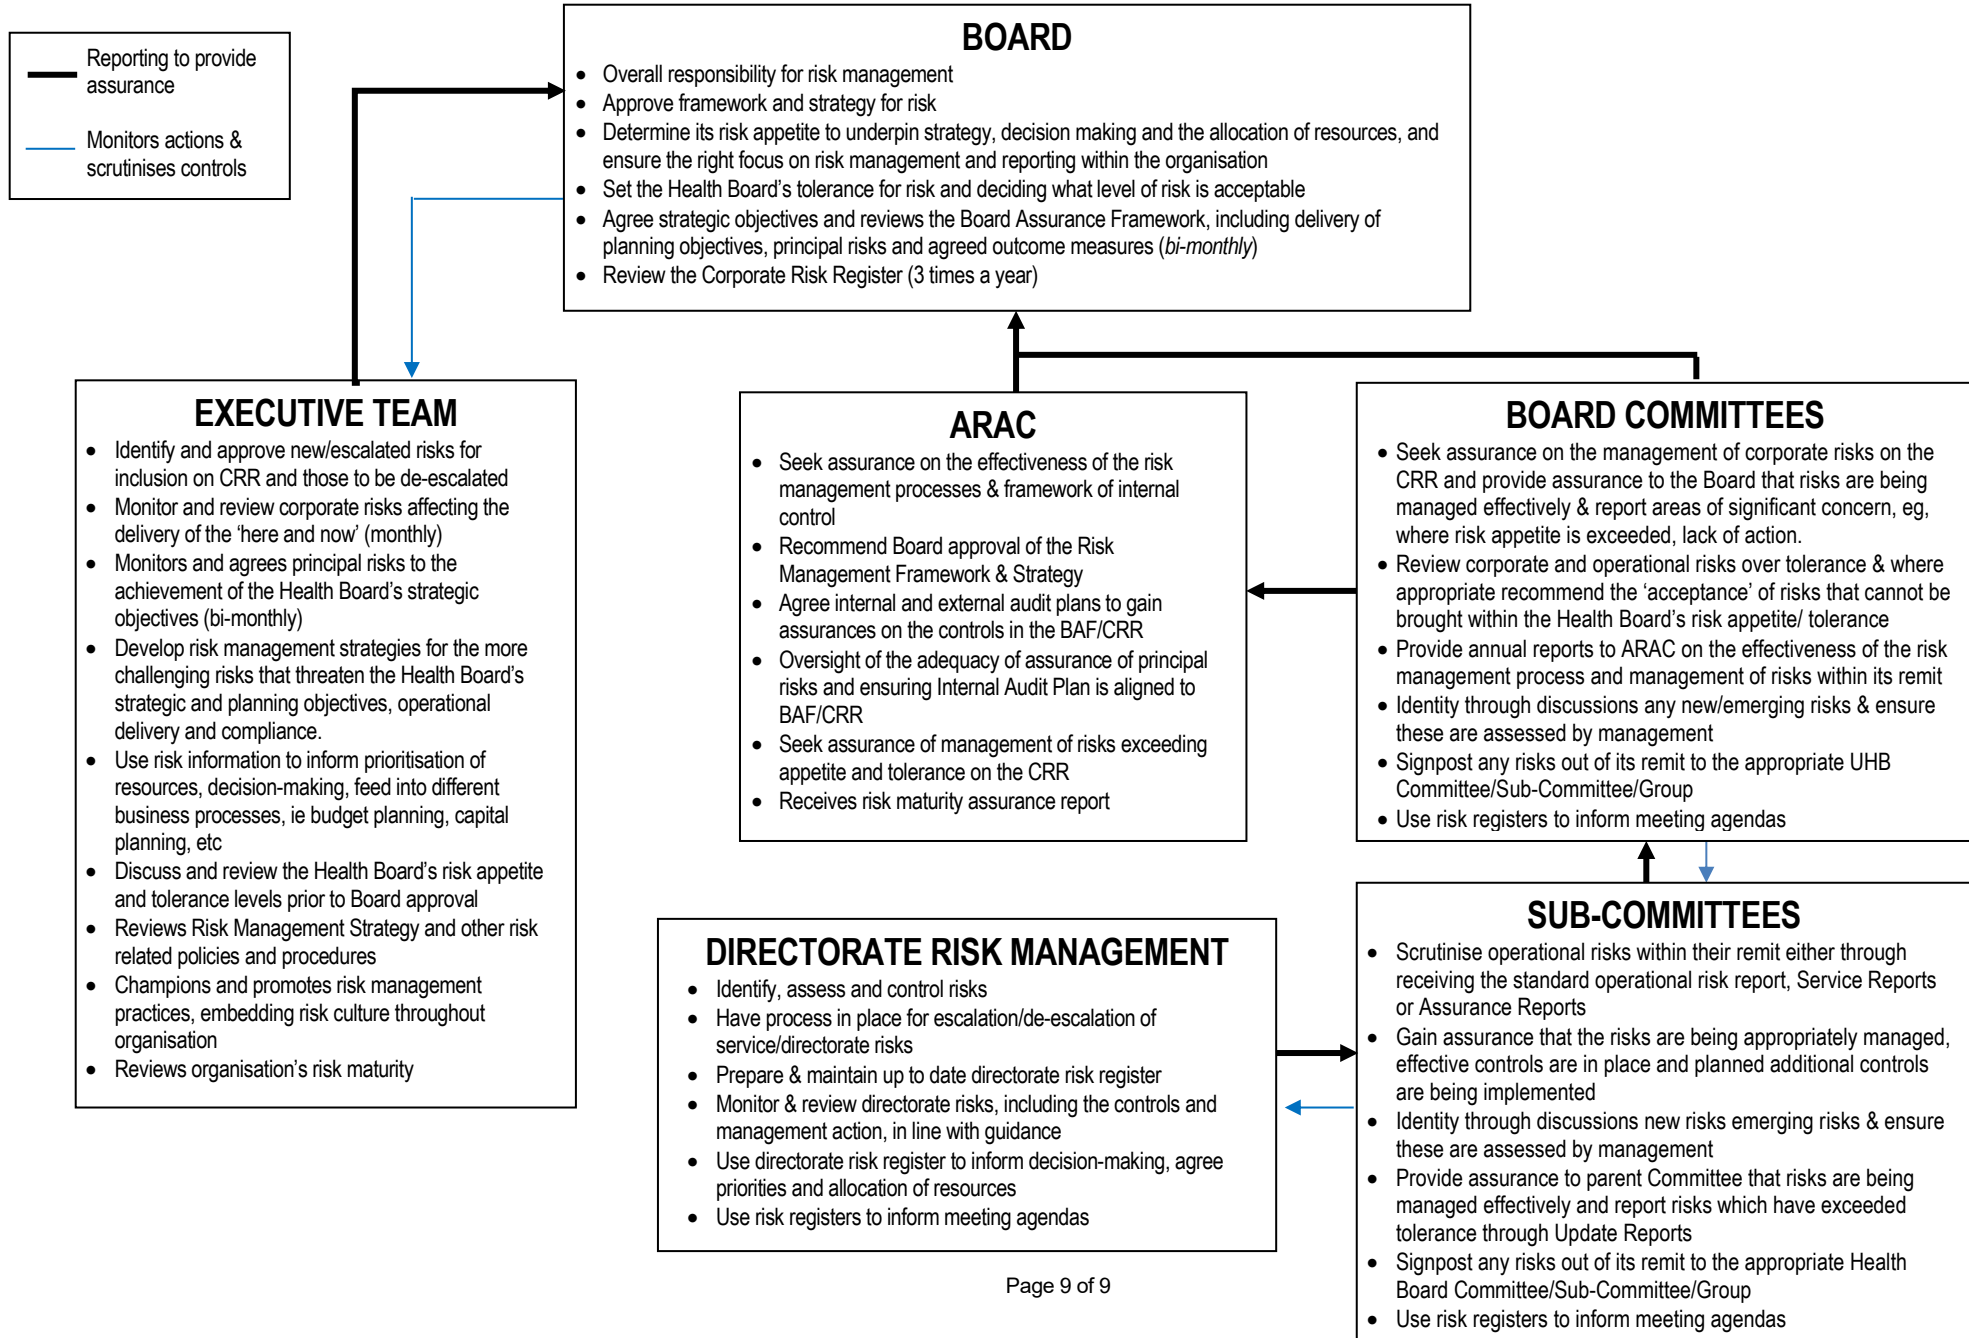 Reporting to provide
assurance
Monitors actions &
scrutinises controls
BOARD
• Overall responsibility for risk management
• Approve framework and strategy for risk
• Determine its risk appetite to underpin strategy, decision making and the allocation of resources, and
ensure the right focus on risk management and reporting within the organisation
• Set the Health Board's tolerance for risk and deciding what level of risk is acceptable
• Agree strategic objectives and reviews the Board Assurance Framework, including delivery of
planning objectives, principal risks and agreed outcome measures (bi-monthly)
• Review the Corporate Risk Register (3 times a year)
EXECUTIVE TEAM
• Identify and approve new/escalated risks for
inclusion on CRR and those to be de-escalated
• Monitor and review corporate risks affecting the
delivery of the 'here and now' (monthly)
• Monitors and agrees principal risks to the
achievement of the Health Board's strategic
objectives (bi-monthly)
• Develop risk management strategies for the more
challenging risks that threaten the Health Board's
strategic and planning objectives, operational
delivery and compliance.
• Use risk information to inform prioritisation of
resources, decision-making, feed into different
business processes, ie budget planning, capital
planning, etc
• Discuss and review the Health Board's risk appetite
and tolerance levels prior to Board approval
• Reviews Risk Management Strategy and other risk
related policies and procedures
• Champions and promotes risk management
practices, embedding risk culture throughout
organisation
• Reviews organisation's risk maturity
ARAC
• Seek assurance on the effectiveness of the risk
management processes & framework of internal
control
• Recommend Board approval of the Risk
Management Framework & Strategy
• Agree internal and external audit plans to gain
assurances on the controls in the BAF/CRR
• Oversight of the adequacy of assurance of principal
risks and ensuring Internal Audit Plan is aligned to
BAF/CRR
• Seek assurance of management of risks exceeding
appetite and tolerance on the CRR
• Receives risk maturity assurance report
BOARD COMMITTEES
• Seek assurance on the management of corporate risks on the
CRR and provide assurance to the Board that risks are being
managed effectively & report areas of significant concern, eg,
where risk appetite is exceeded, lack of action.
• Review corporate and operational risks over tolerance & where
appropriate recommend the 'acceptance' of risks that cannot be
brought within the Health Board's risk appetite/ tolerance
• Provide annual reports to ARAC on the effectiveness of the risk
management process and management of risks within its remit
• Identity through discussions any new/emerging risks & ensure
these are assessed by management
• Signpost any risks out of its remit to the appropriate UHB
Committee/Sub-Committee/Group
• Use risk registers to inform meeting agendas
DIRECTORATE RISK MANAGEMENT
• Identify, assess and control risks
• Have process in place for escalation/de-escalation of
service/directorate risks
• Prepare & maintain up to date directorate risk register
• Monitor & review directorate risks, including the controls and
management action, in line with guidance
• Use directorate risk register to inform decision-making, agree
priorities and allocation of resources
• Use risk registers to inform meeting agendas
SUB-COMMITTEES
• Scrutinise operational risks within their remit either through
receiving the standard operational risk report, Service Reports
or Assurance Reports
• Gain assurance that the risks are being appropriately managed,
effective controls are in place and planned additional controls
are being implemented
• Identity through discussions new risks emerging risks & ensure
these are assessed by management
• Provide assurance to parent Committee that risks are being
managed effectively and report risks which have exceeded
tolerance through Update Reports
• Signpost any risks out of its remit to the appropriate Health
Board Committee/Sub-Committee/Group
• Use risk registers to inform meeting agendas
Page 9 of 9